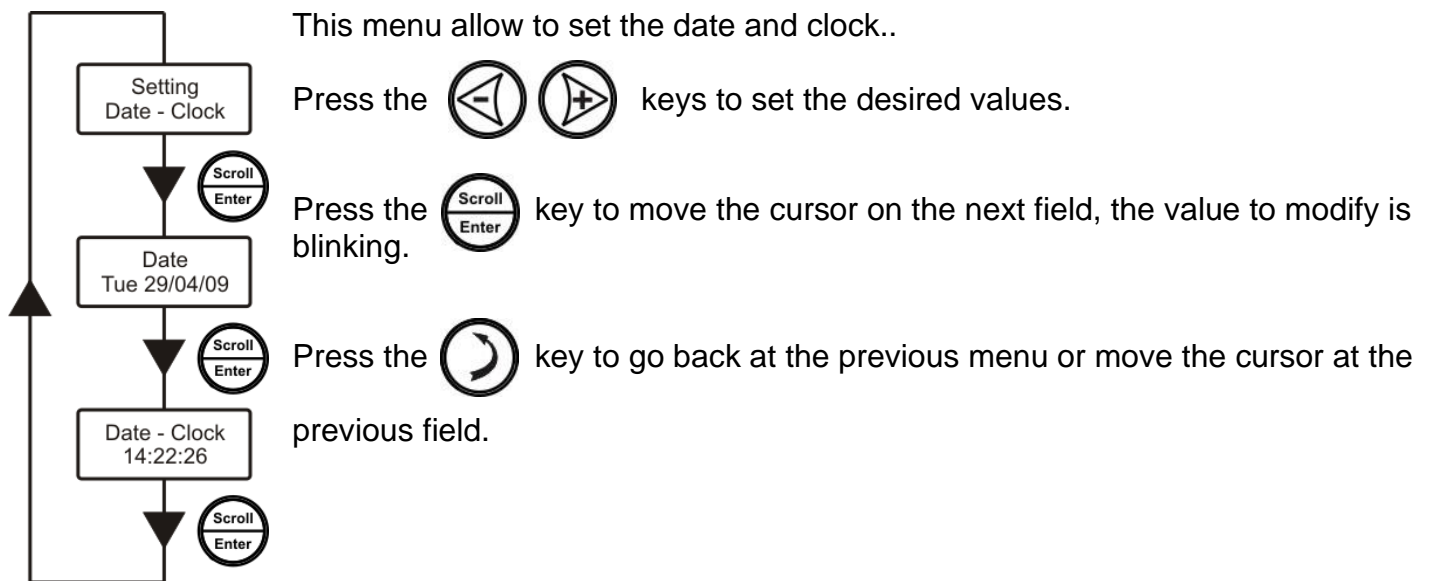 This menu allow to set the date and clock..
Setting
Date - Clock
Press the - + keys to set the desired values.
Scroll
Enter
Press the Scroll Enter key to move the cursor on the next field, the value to modify is
blinking.
Date
Tue 29/04/09
Scroll
Enter
Press the key to go back at the previous menu or move the cursor at the
previous field.
Date - Clock
14:22:26
Scroll
Enter